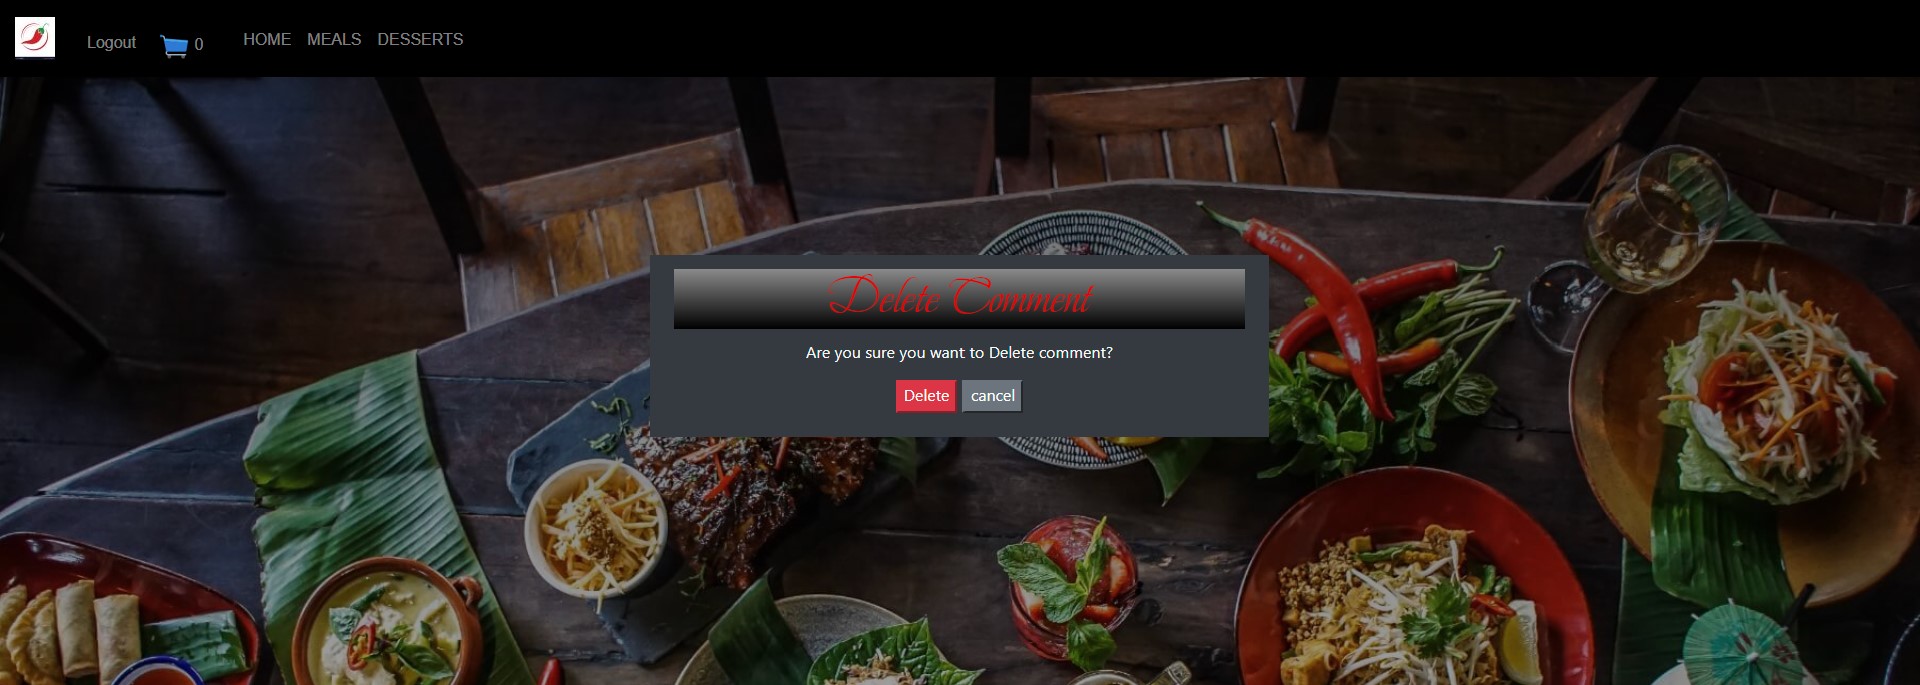 Logout 0 HOME MEALS DESSERTS
Delete Comment
Are you sure you want to Delete comment?
Delete cancel